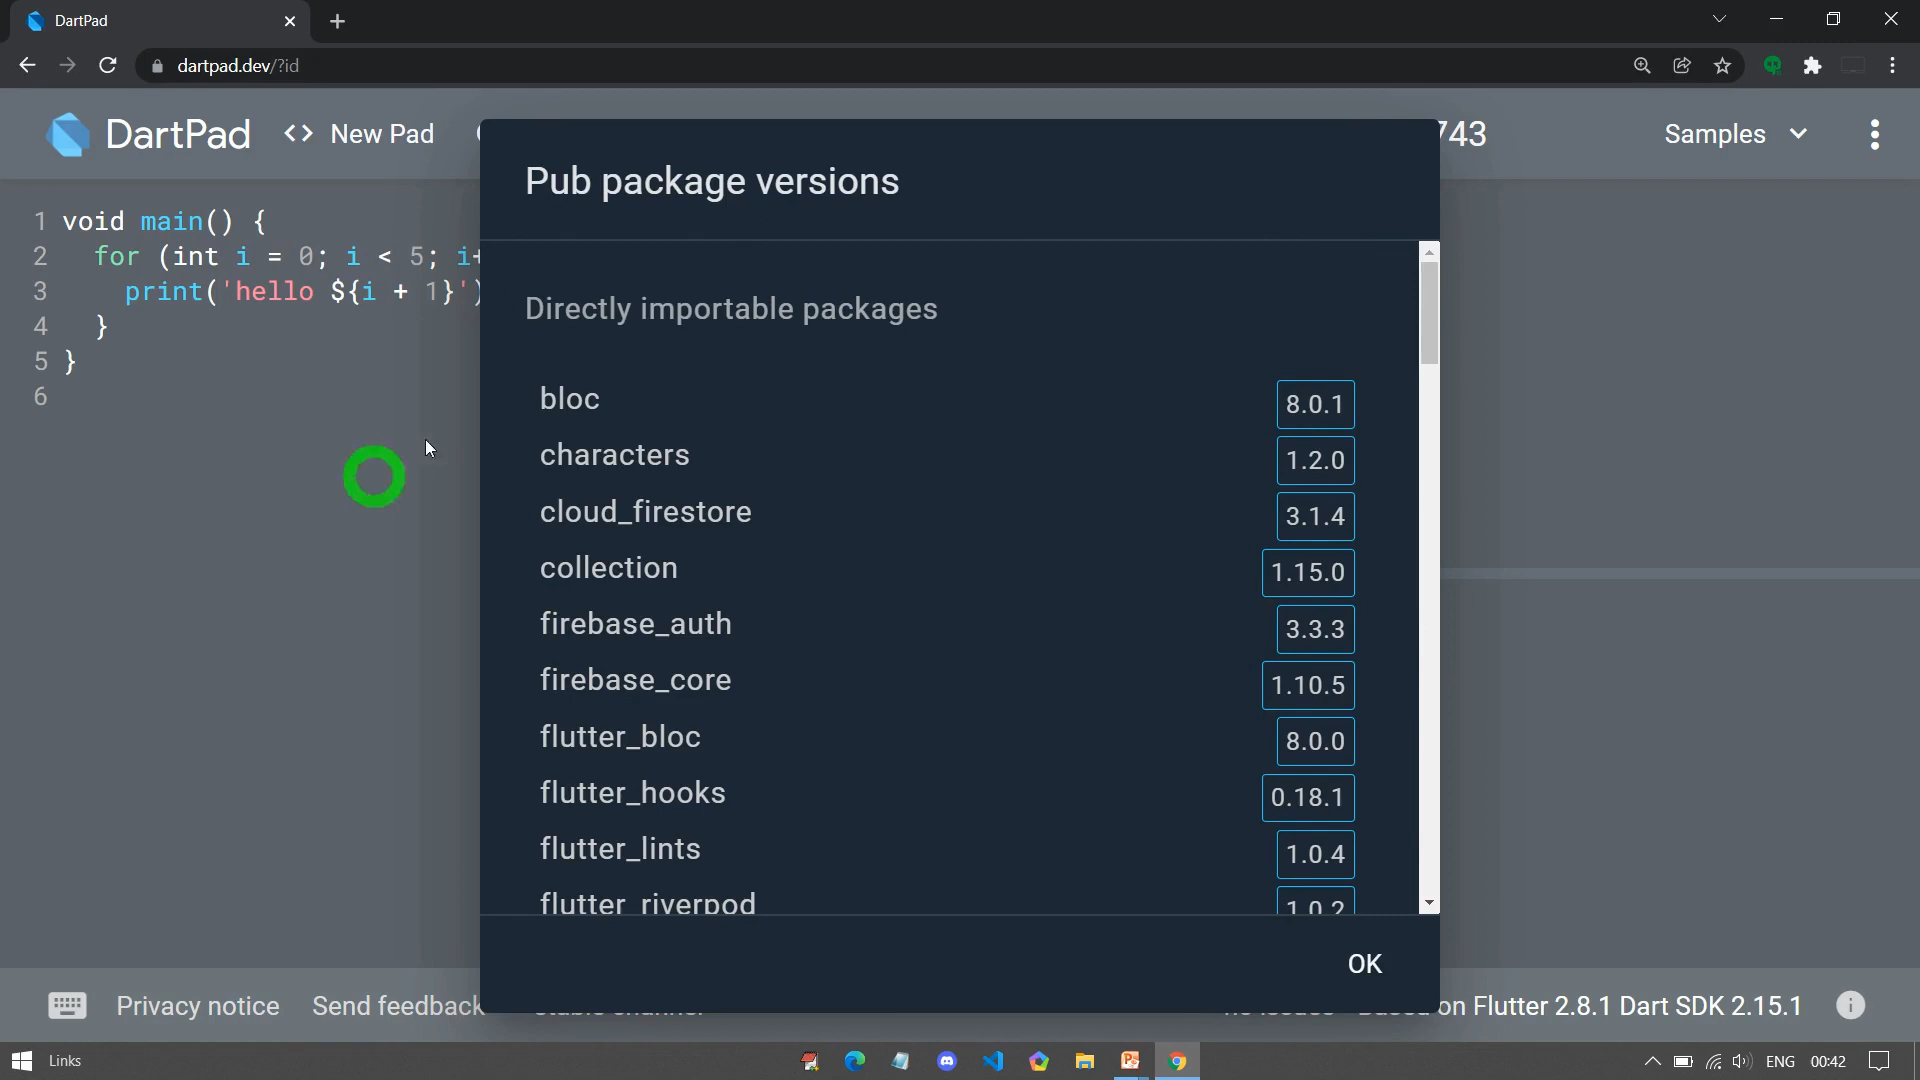 DartPad
dartpad.dev/?id
DartPad <> New Pad
743
Samples
Pub package versions
1 void main() {
2 for (int i = 0; i < 5; i+
3 print('hello ${i + 1}')
4 }
5 }
6
Directly importable packages
bloc 8.0.1
characters 1.2.0
cloud_firestore 3.1.4
collection 1.15.0
firebase_auth 3.3.3
firebase_core 1.10.5
flutter_bloc 8.0.0
flutter_hooks 0.18.1
flutter_lints 1.0.4
flutter_riverpod 1.0.2
OK
Privacy notice Send feedback
on Flutter 2.8.1 Dart SDK 2.15.1
Links
ENG 00:42